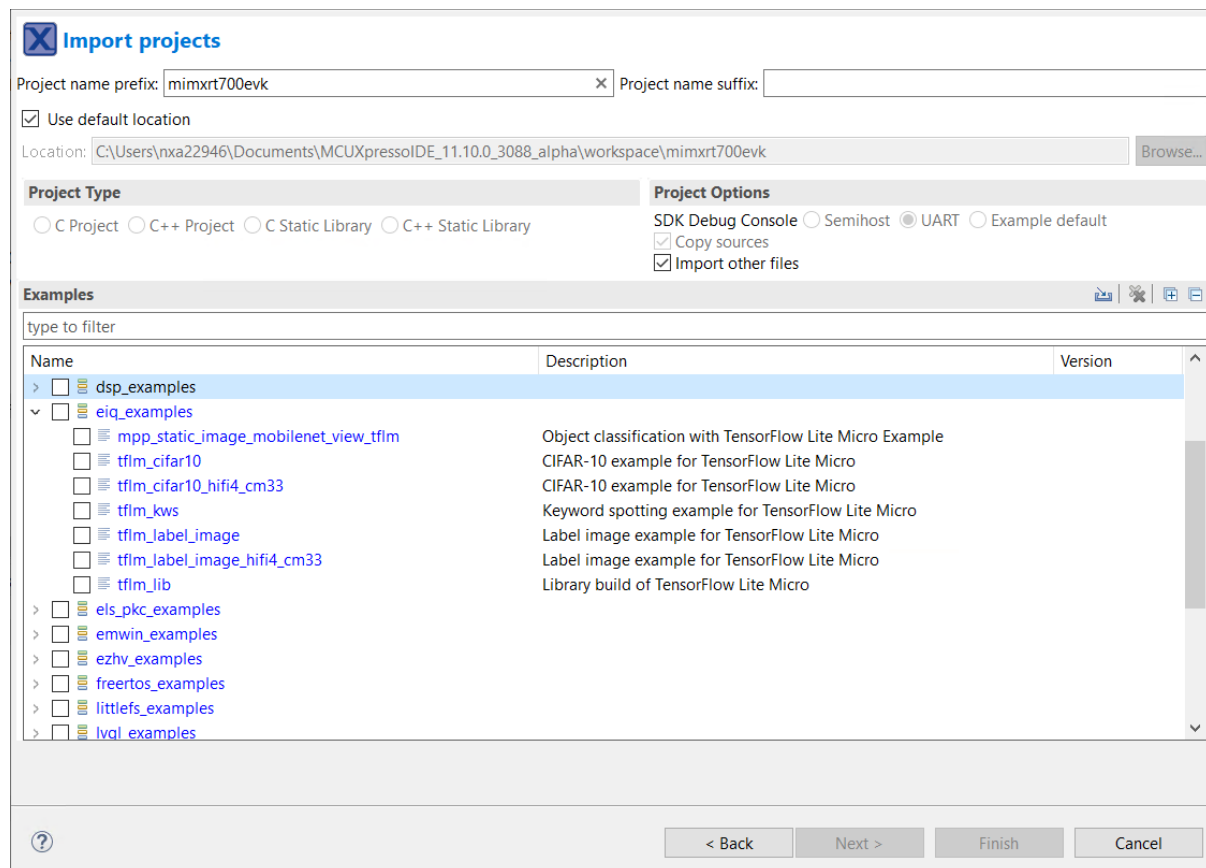 Import projects
Project name prefix: mimxrt700evk Project name suffix:
Use default location
Location: C:\Users\nxa22946\Documents\MCUXpressoIDE_11.10.0_3088_alpha\workspace\mimxrt700evk Browse...
Project Type Project Options
C Project C++ Project C Static Library C++ Static Library SDK Debug Console Semihost UART Example default
Copy sources
Import other files
Examples
type to filter
Name Description Version
dsp_examples
eiq_examples
mpp_static_image_mobilenet_view_tflm Object classification with TensorFlow Lite Micro Example
tflm_cifar10 CIFAR-10 example for TensorFlow Lite Micro
tflm_cifar10_hifi4_cm33 CIFAR-10 example for TensorFlow Lite Micro
tflm_kws Keyword spotting example for TensorFlow Lite Micro
tflm_label_image Label image example for TensorFlow Lite Micro
tflm_label_image_hifi4_cm33 Label image example for TensorFlow Lite Micro
tflm_lib Library build of TensorFlow Lite Micro
els_pkc_examples
emwin_examples
ezhv_examples
freertos_examples
littlefs_examples
lvgl_examples
< Back Next > Finish Cancel